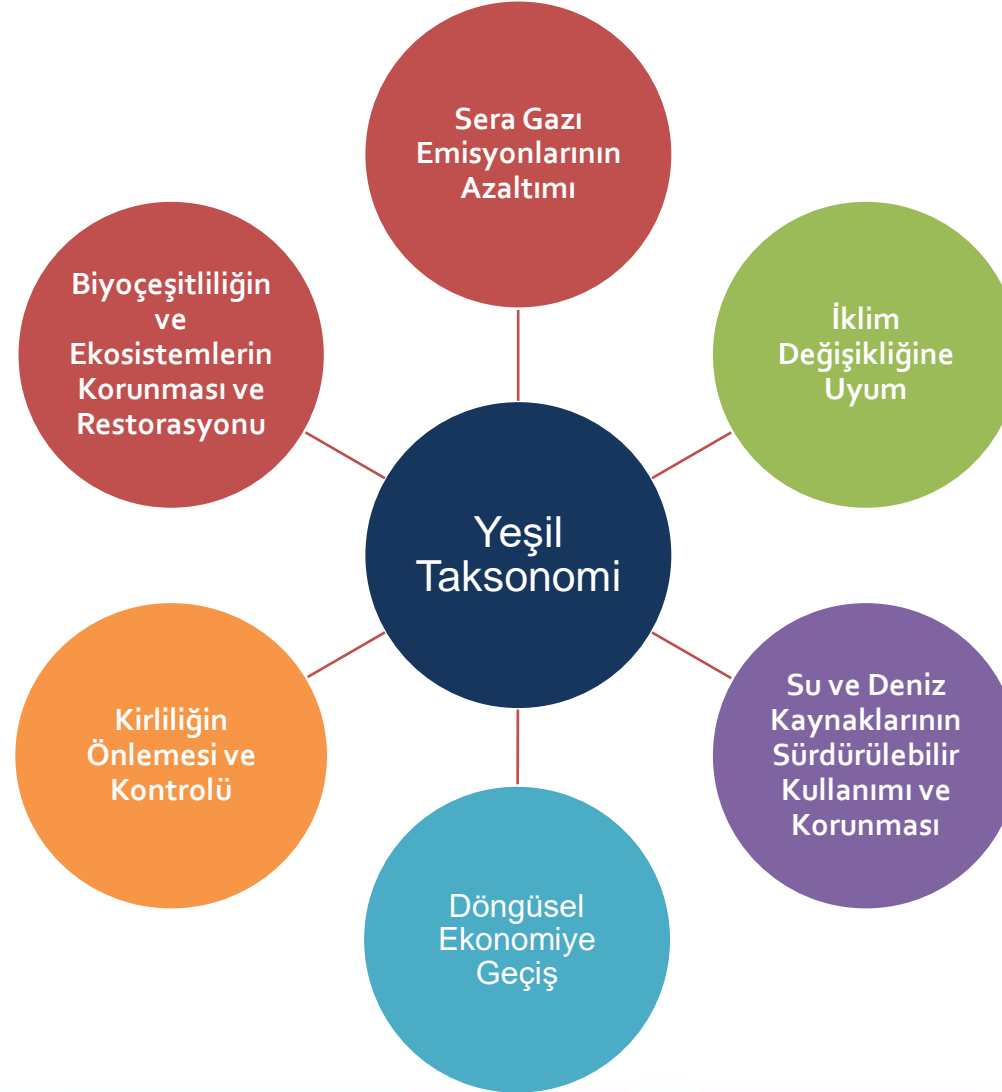 Sera Gazı
Emisyonlarının
Azaltımı
İklim
Değişikliğine
Uyum
Su ve Deniz
Kaynaklarının
Sürdürülebilir
Kullanımı ve
Korunması
Döngüsel
Ekonomiye
Geçiş
Kirliliğin
Önlemesi ve
Kontrolü
Biyoçeşitliliğin
ve
Ekosistemlerin
Korunması ve
Restorasyonu
Yeşil
Taksonomi